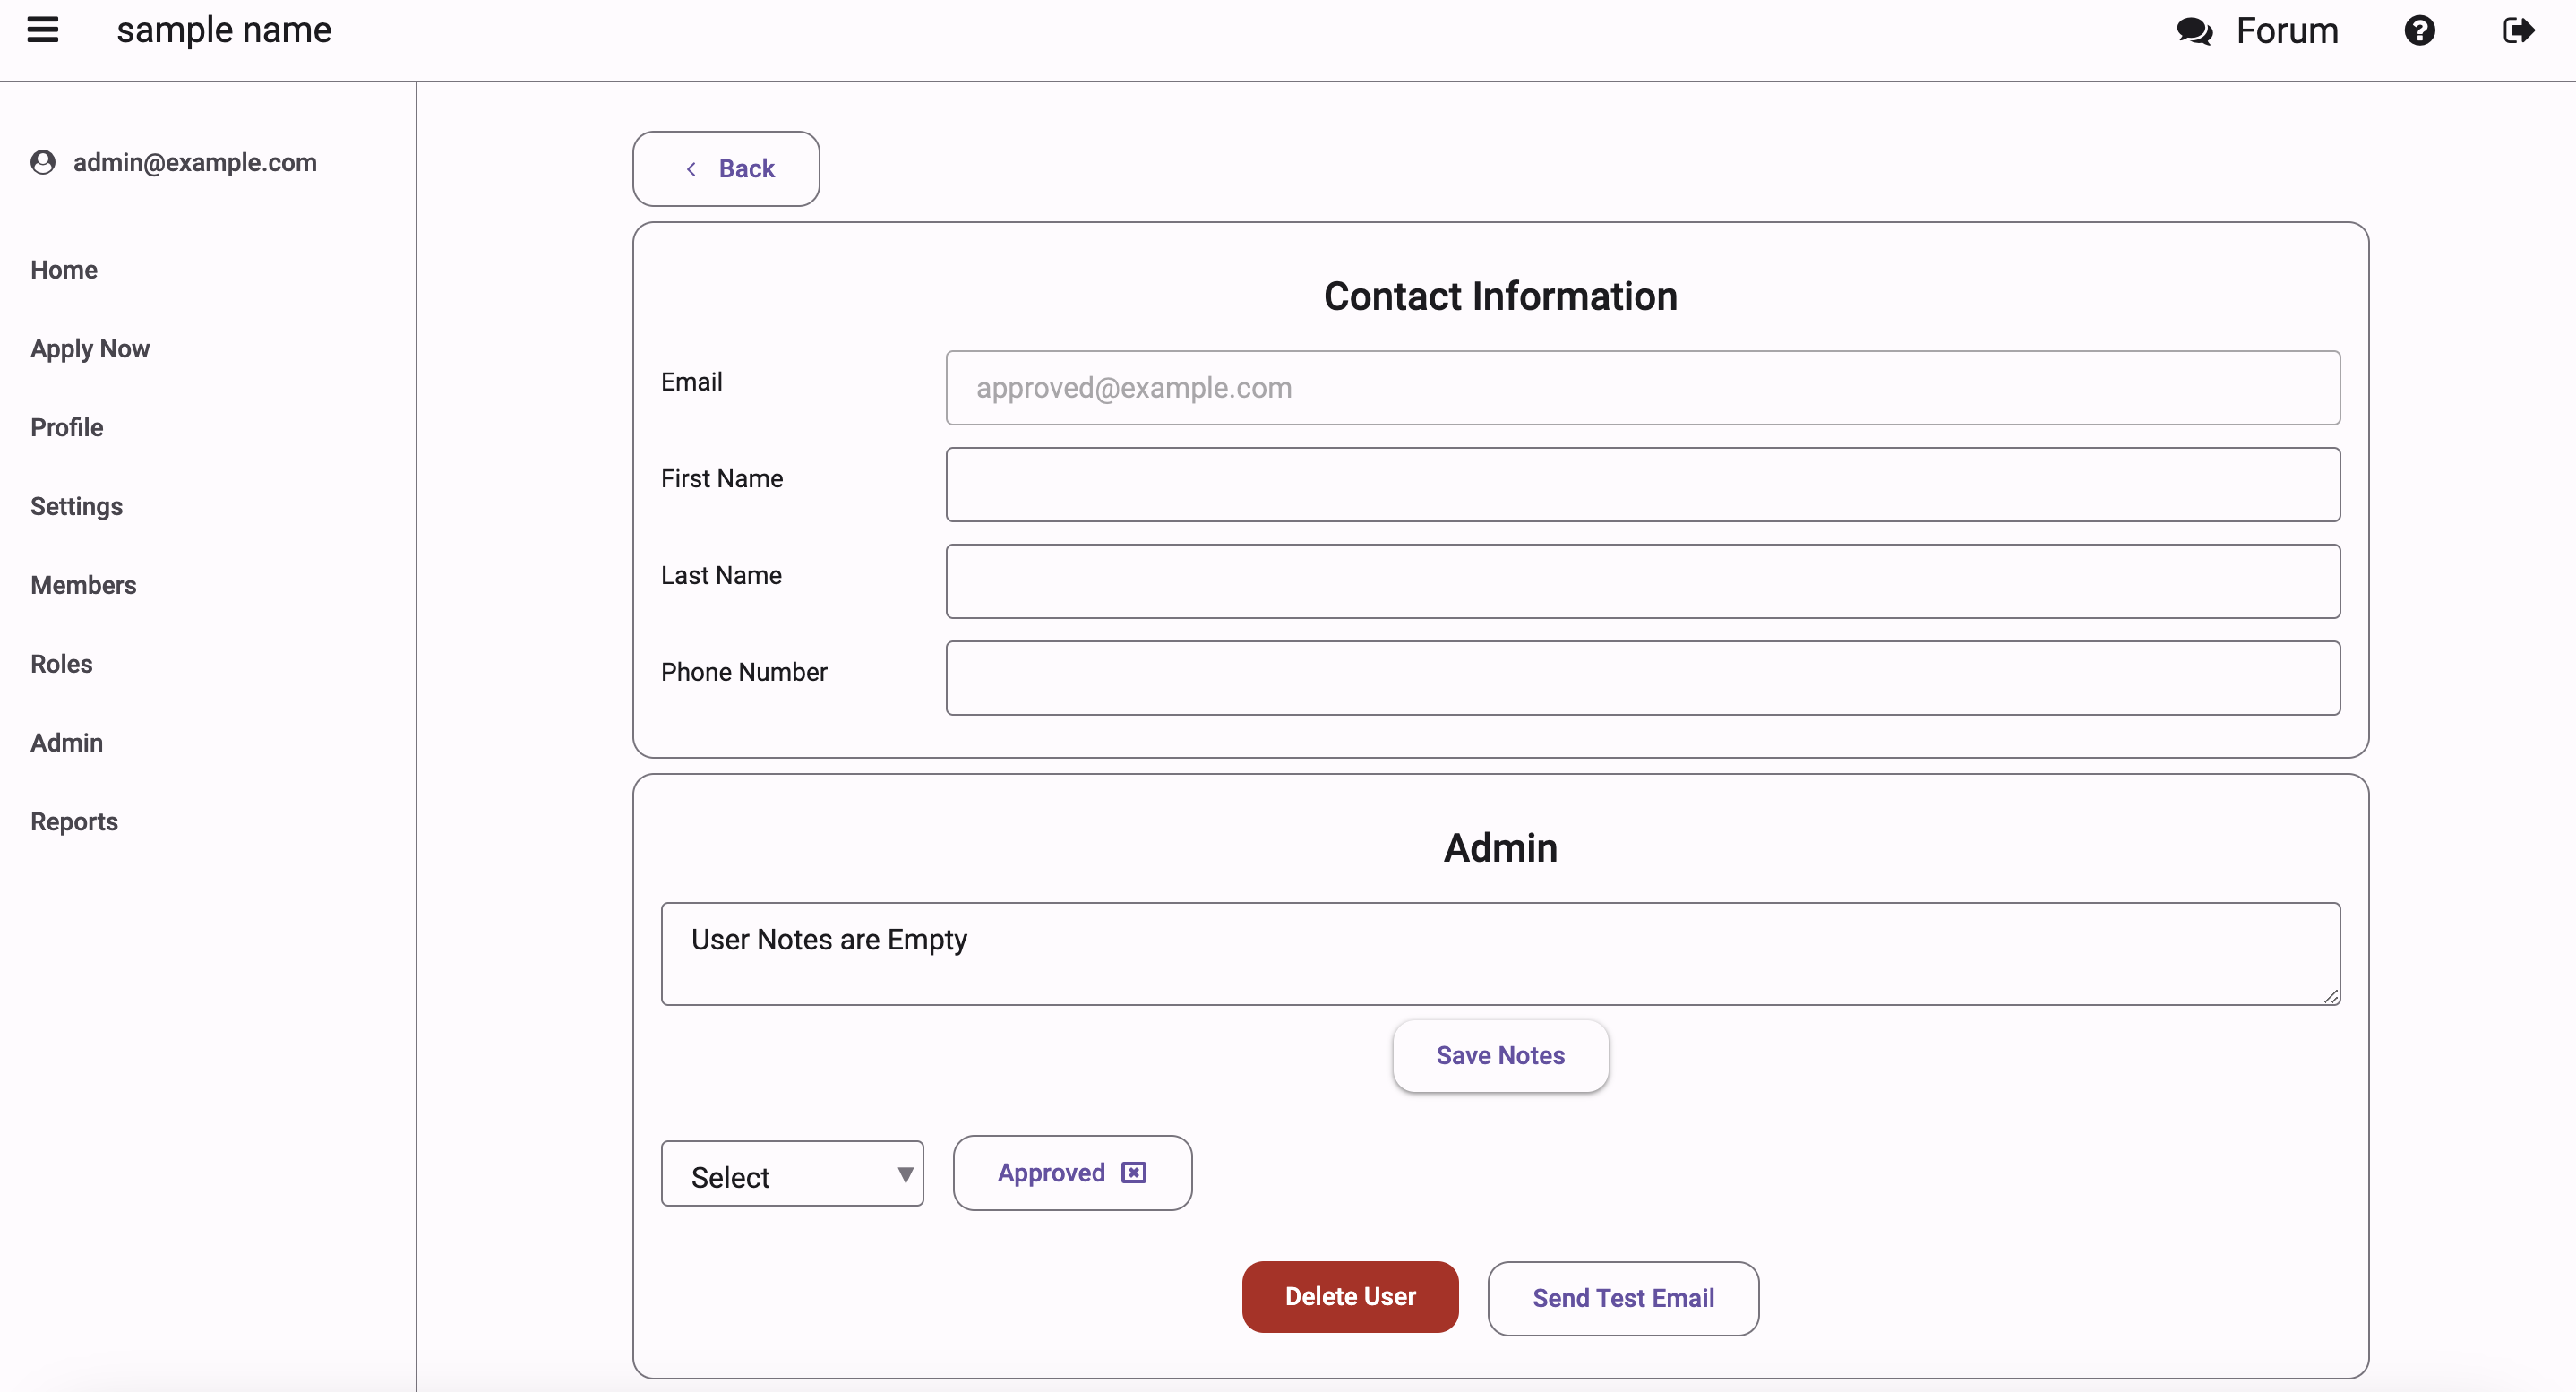 sample name
Forum
admin@example.com
Home
Apply Now
Profile
Settings
Members
Roles
Admin
Reports
Back
Contact Information
Email
approved@example.com
First Name
Last Name
Phone Number
Admin
User Notes are Empty
Save Notes
Select
Approved
Delete User
Send Test Email